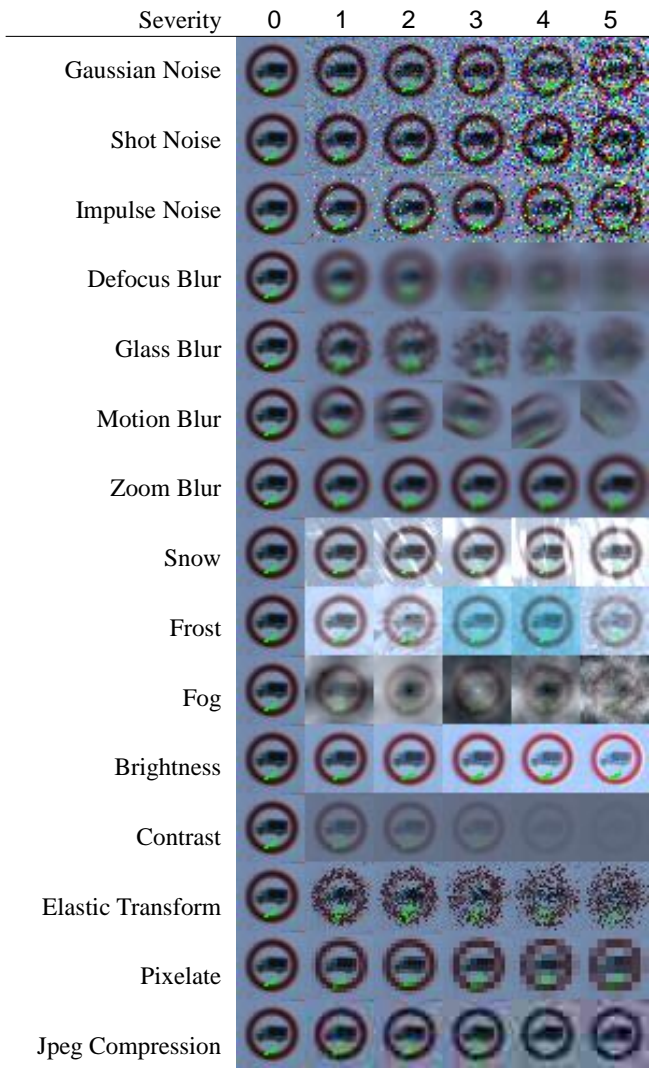 Severity 0 1 2 3 4 5
Gaussian Noise
Shot Noise
Impulse Noise
Defocus Blur
Glass Blur
Motion Blur
Zoom Blur
Snow
Frost
Fog
Brightness
Contrast
Elastic Transform
Pixelate
Jpeg Compression